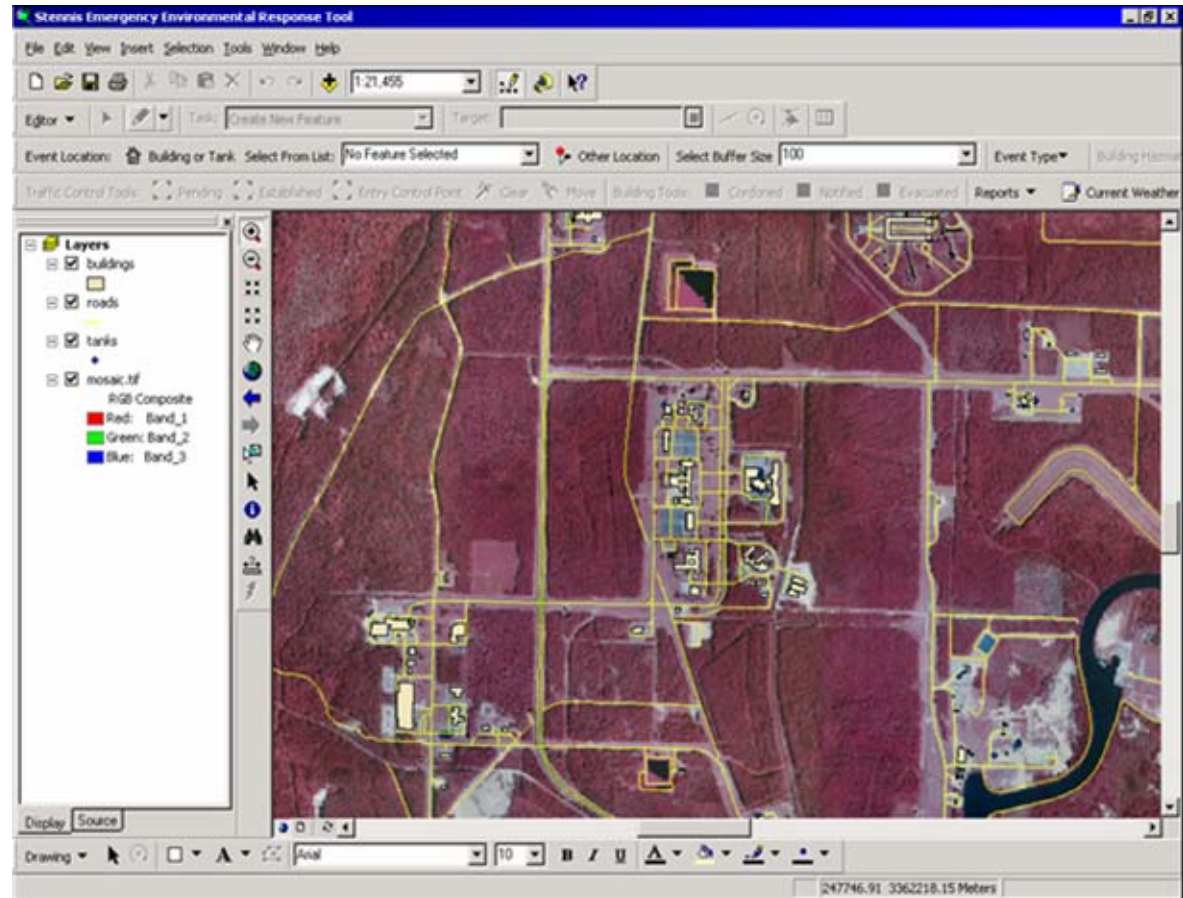 Stennis Emergency Environmental Response Tool
File Edit View Insert Selection Tools Window Help
1:21,455
Editor Task: Create New Feature Target:
Event Location: Building or Tank Select From List: No Feature Selected Other Location Select Buffer Size 100 Event Type Building Hazmat
Traffic Control Tools: Pending Established Entry Control Point Clear Move Building Tools: Cordoned Notified Evacuated Reports Current Weather
Layers
buildings
roads
tanks
mosaic.tif
RGB Composite
Red: Band_1
Green: Band_2
Blue: Band_3
Display Source
Drawing A Arial 10 B I U A
247746.91 3362218.15 Meters